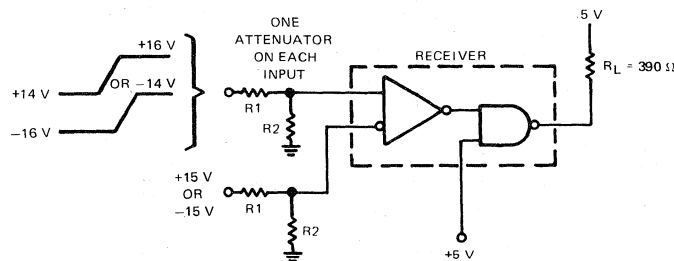 ONE
ATTENUATOR
ON EACH
INPUT
5 V
+16 V
RECEIVER
RL = 390 Ω
+14 V
OR −14 V
R1
−16 V
R2
+15 V
OR
−15 V
R1
R2
+5 V